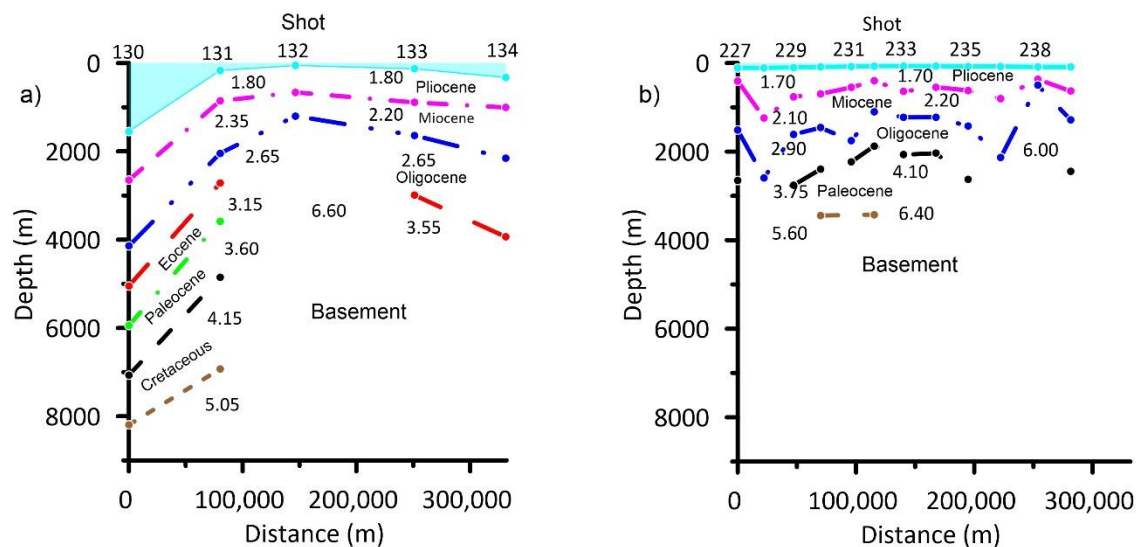 Shot
130 131 132 133 134
0
a)
1.80 1.80
Pliocene
2.35 2.20 Miocene
2000
2.65 2.65
Oligocene
3.15 6.60 3.55
4000
3.60
Eocene
Paleocene
6000
4.15 Basement
Cretaceous
8000
5.05
Depth (m)
0 100,000 200,000 300,000
Distance (m)
Shot
227 229 231 233 235 238
0
b)
1.70 1.70 Pliocene
Miocene 2.20
2.10
Oligocene
2000
2.90 6.00
3.75 4.10
Paleocene
5.60 6.40
4000
Basement
6000
8000
Depth (m)
0 100,000 200,000 300,000
Distance (m)